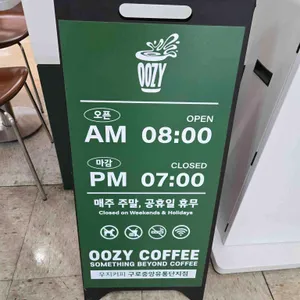 OOZY
오픈 OPEN
AM 08:00
마감 CLOSED
PM 07:00
매주 주말, 공휴일 휴무
Closed on Weekends & Holidays
OOZY COFFEE
SOMETHING BEYOND COFFEE
우지커피 구로중앙유통단지점